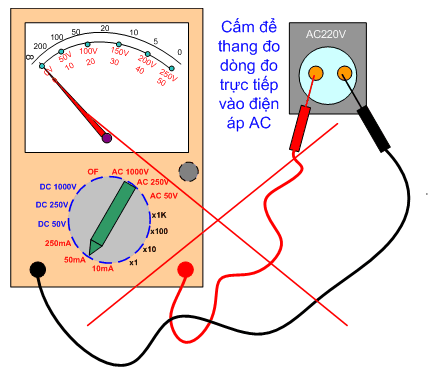 Cấm để
thang đo
dòng đo
trực tiếp
vào điện
áp AC
AC220V
200 100 50 20 10 5 0
∞
0V 50V 100V 150V 200V 250V
10 20 30 40 50
OF
AC 1000V
AC 250V
AC 50V
x1K
x100
x10
x1
10mA
50mA
250mA
DC 50V
DC 250V
DC 1000V